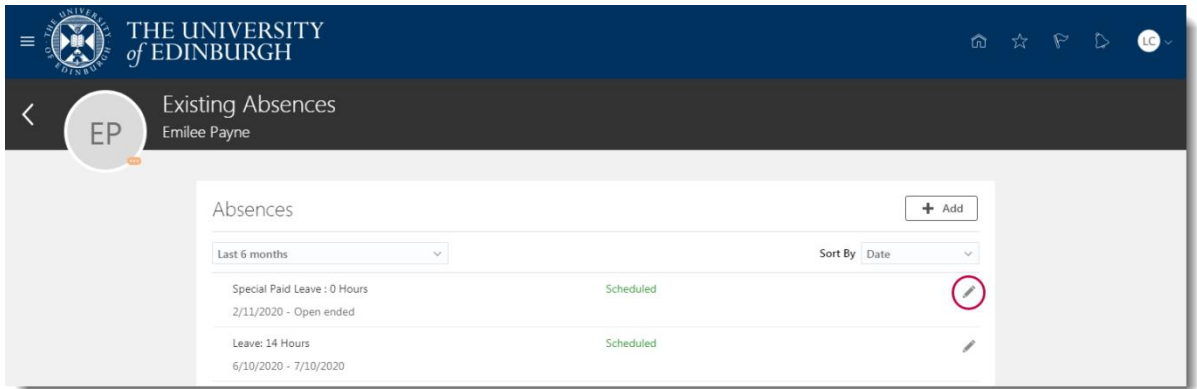 THE UNIVERSITY
of EDINBURGH
LC
EP
Existing Absences
Emilee Payne
Absences
+ Add
Last 6 months
Sort By Date
Special Paid Leave : 0 Hours Scheduled
2/11/2020 - Open ended
Leave: 14 Hours Scheduled
6/10/2020 - 7/10/2020